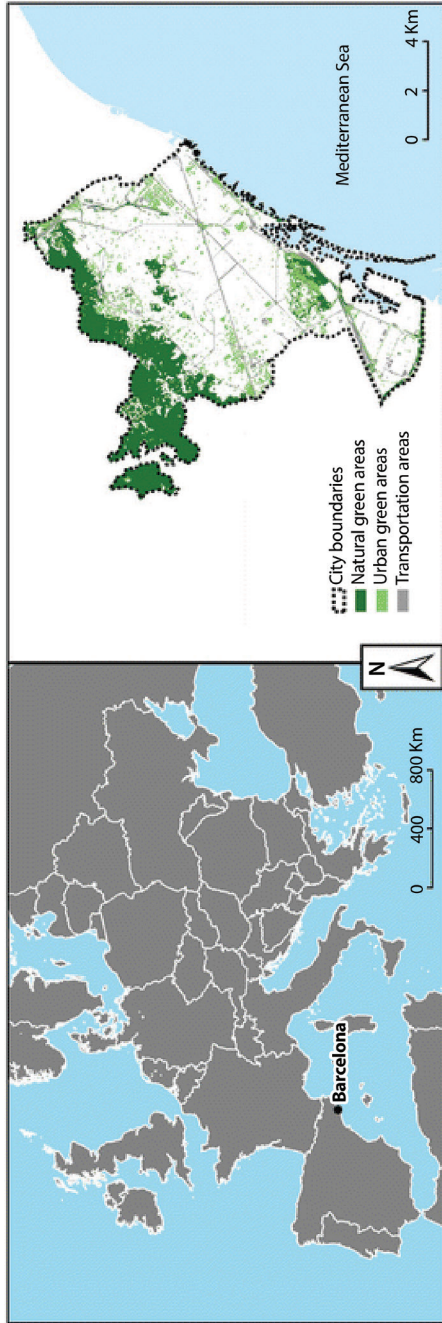 Barcelona
0
400
800 Km
N
City boundaries
Natural green areas
Urban green areas
Transportation areas
Mediterranean Sea
0
2
4 Km